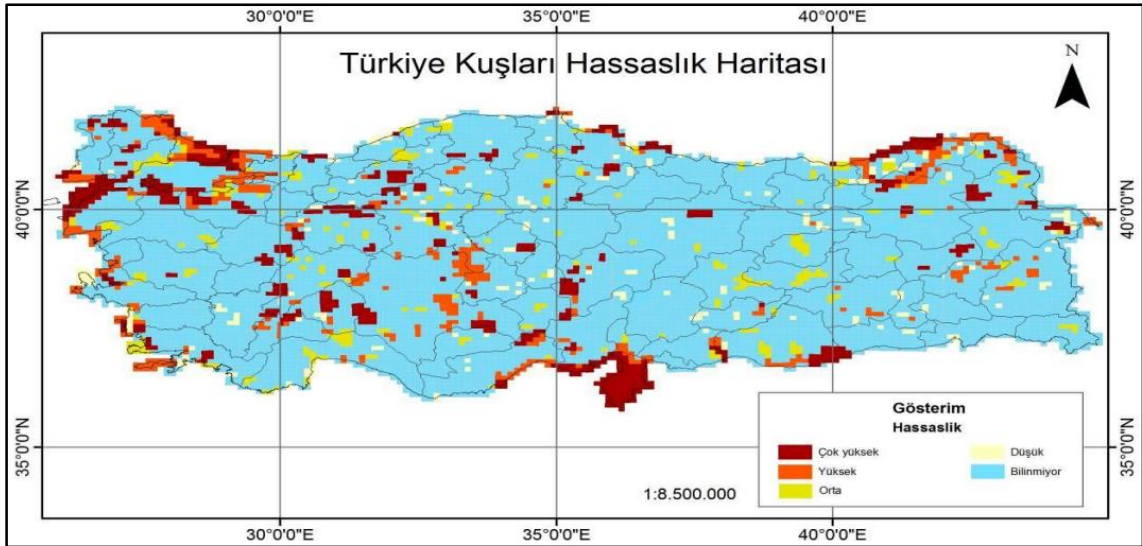 30°0'0"E 35°0'0"E 40°0'0"E
Türkiye Kuşları Hassaslık Haritası
N
40°0'0"N 40°0'0"N
35°0'0"N 35°0'0"N
Gösterim
Hassaslik
Çok yüksek
Yüksek
Orta
Düşük
Bilinmiyor
1:8.500.000
30°0'0"E 35°0'0"E 40°0'0"E